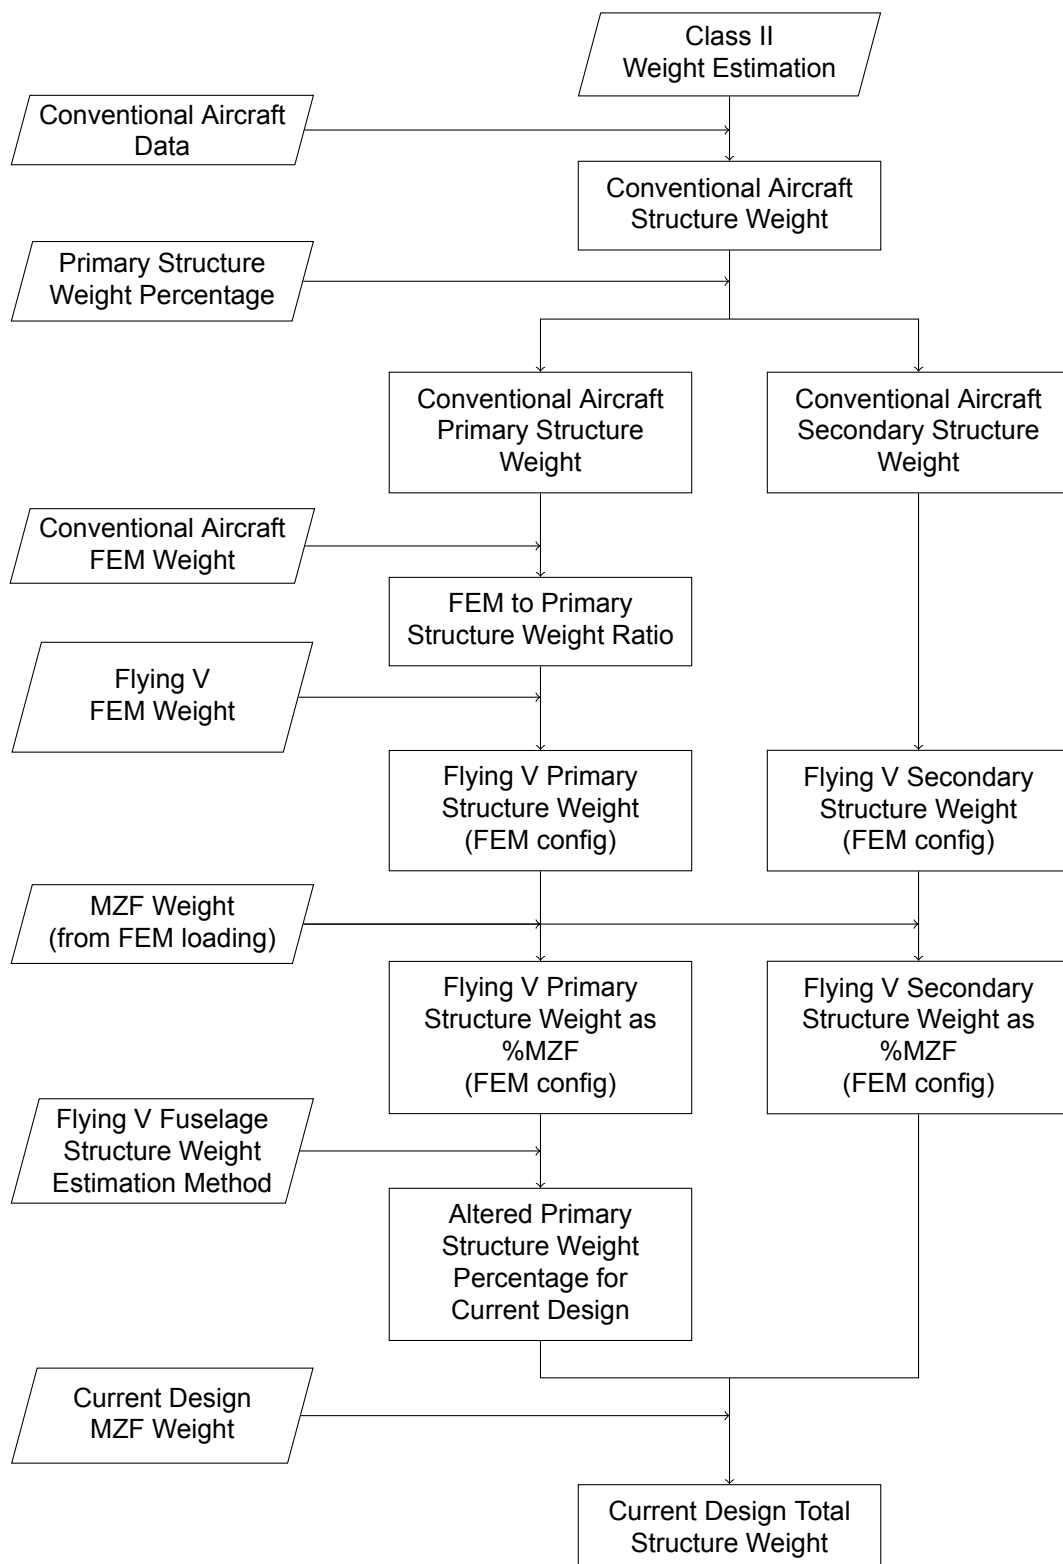 Class II
Weight Estimation
Conventional Aircraft
Data
Conventional Aircraft
Structure Weight
Primary Structure
Weight Percentage
Conventional Aircraft
Primary Structure
Weight
Conventional Aircraft
Secondary Structure
Weight
Conventional Aircraft
FEM Weight
FEM to Primary
Structure Weight Ratio
Flying V
FEM Weight
Flying V Primary
Structure Weight
(FEM config)
Flying V Secondary
Structure Weight
(FEM config)
MZF Weight
(from FEM loading)
Flying V Primary
Structure Weight as
%MZF
(FEM config)
Flying V Secondary
Structure Weight as
%MZF
(FEM config)
Flying V Fuselage
Structure Weight
Estimation Method
Altered Primary
Structure Weight
Percentage for
Current Design
Current Design
MZF Weight
Current Design Total
Structure Weight